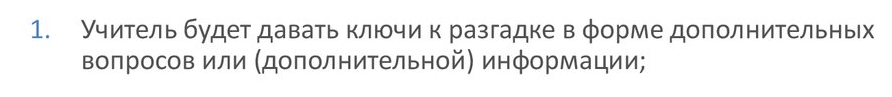 1. Учитель будет давать ключи к разгадке в форме дополнительных
вопросов или (дополнительной) информации;